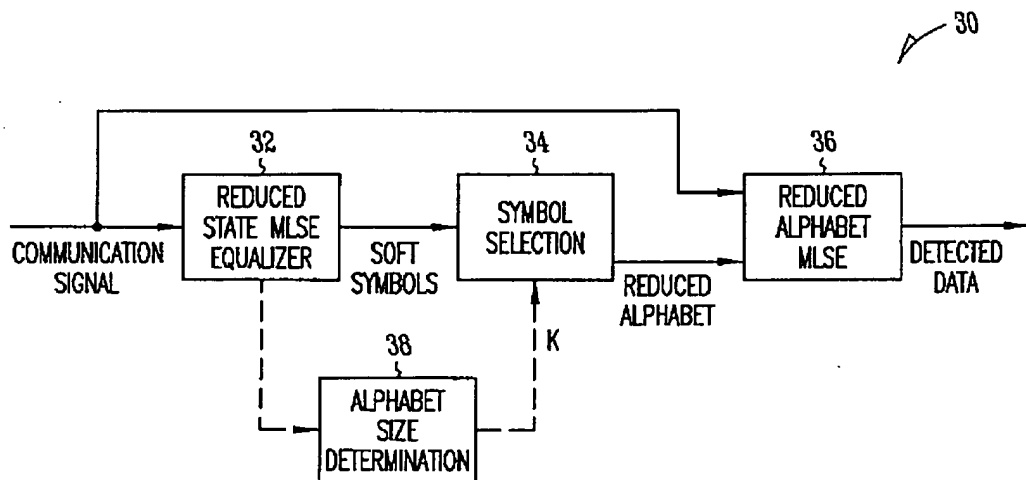 30
32
REDUCED
STATE MLSE
EQUALIZER
34
SYMBOL
SELECTION
36
REDUCED
ALPHABET
MLSE
COMMUNICATION
SIGNAL
SOFT
SYMBOLS
REDUCED
ALPHABET
DETECTED
DATA
K
38
ALPHABET
SIZE
DETERMINATION